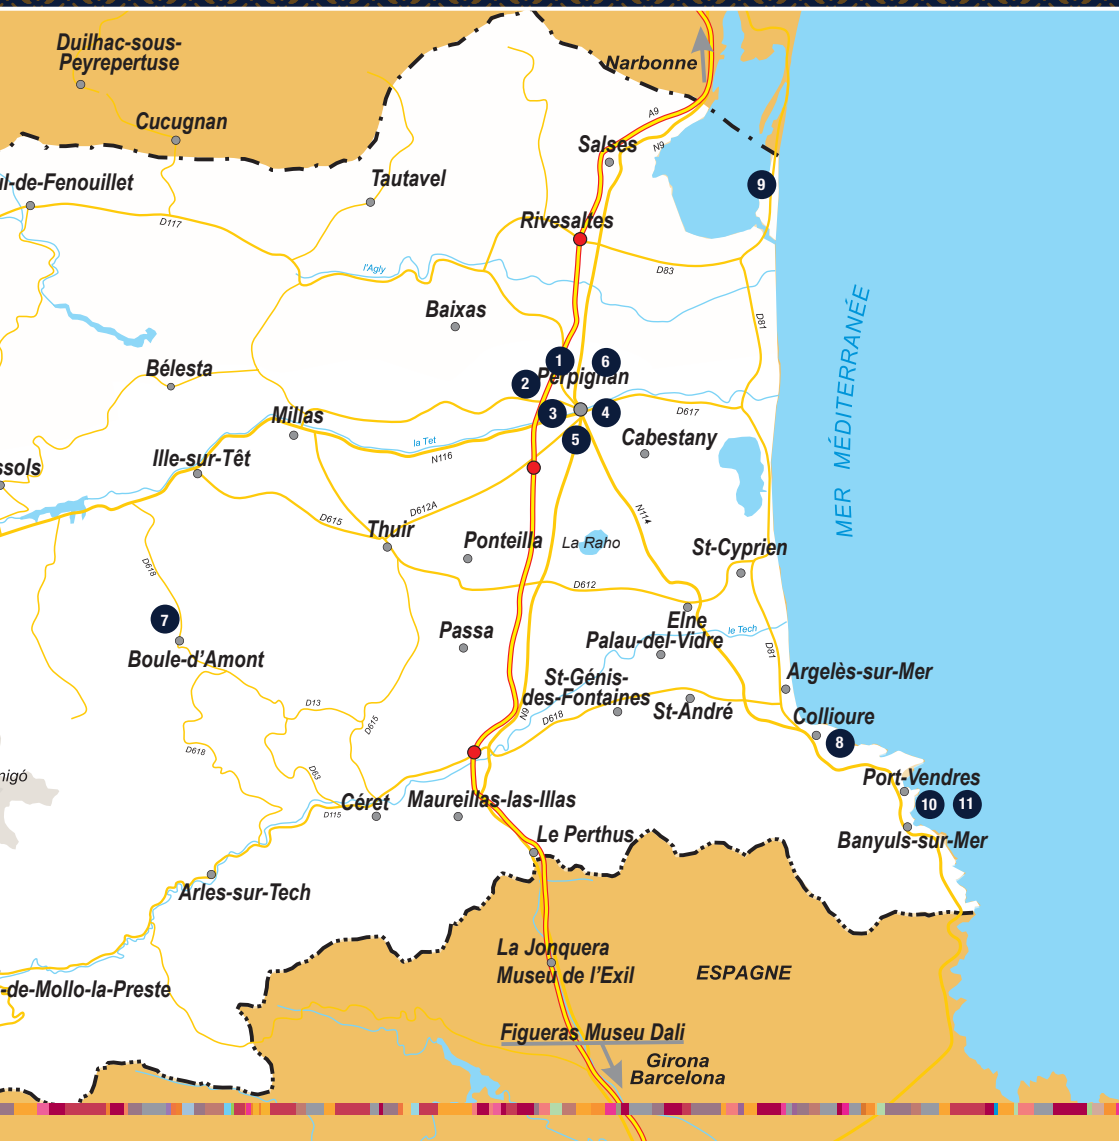 Duilhac-sous-
Peyrepertuse
Narbonne
Cucugnan
A9
N9
Salses
ul-de-Fenouillet
Tautavel
9
D117
Rivesaltes
l'Agly
D83
Baixas
D81
MER MÉDITERRANÉE
1
6
Bélesta
2
Perpignan
Millas
3
4
D617
la Tet
5
Cabestany
N116
Ille-sur-Têt
ssols
D612A
N114
D615
Thuir
Ponteilla
La Raho
St-Cyprien
D618
D612
7
Elne
le Tech
Passa
Palau-del-Vidre
D81
Boule-d'Amont
St-Génis-
des-Fontaines
Argelès-sur-Mer
D13
N9
D618
St-André
Collioure
D615
8
D618
D63
nigó
Port-Vendres
Céret
Maureillas-las-Illas
10
11
D115
Le Perthus
Banyuls-sur-Mer
Arles-sur-Tech
La Jonquera
Museu de l'Exil
ESPAGNE
-de-Mollo-la-Preste
Figueras Museu Dali
Girona
Barcelona